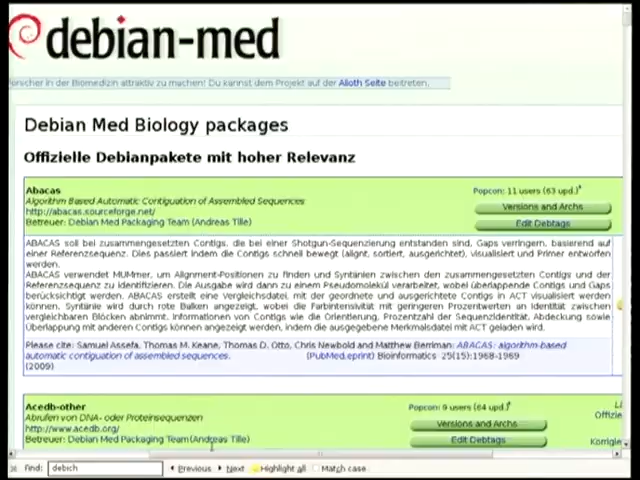 debian-med
in der Biomedizin attraktiv zu machen! Du kannst dem Projekt auf der Alioth Seite beitreten.
Debian Med Biology packages
Offizielle Debianpakete mit hoher Relevanz
Abacas
Popcon: 11 users (63 upd.)*
Algorithm Based Automatic Contiguation of Assembled Sequences
Versions and Archs
http://abacas.sourceforge.net/
Betreuer: Debian Med Packaging Team (Andreas Tille)
Edit Debtags
ABACAS soll bei zusammengesetzten Contigs, die bei einer Shotgun-Sequenzierung entstanden sind, Gaps verringern, basierend auf
einer Referenzsequenz. Dies passiert indem die Contigs schnell bewegt (align, sortiert, ausgerichtet), visualisiert und Primer entworfen
werden.
ABACAS verwendet MUMmer, um Alignment-Positionen zu finden und Syntänien zwischen den zusammengesetzten Contigs und der
Referenzsequenz zu identifizieren. Die Ausgabe wird dann zu einem Pseudomolekül verarbeitet, wobei überlappende Contigs und Gaps
berücksichtigt werden. ABACAS erstellt eine Vergleichsdatei, mit der geordnete und ausgerichtete Contigs in ACT visualisiert werden
können. Syntänie wird durch rote Balken angezeigt, wobei die Farbintensivität mit geringeren Prozentwerten an Identität zwischen
vergleichbaren Blöcken abnimmt. Informationen von Contigs wie die Orientierung, Prozentzahl der Sequenzidentität, Abdeckung sowie
Überlappung mit anderen Contigs können angezeigt werden, indem die ausgegebene Merkmalsdatei mit ACT geladen wird.
Please cite: Samuel Assefa, Thomas M. Keane, Thomas D. Otto, Chris Newbold and Matthew Berriman: ABACAS: algorithm-based
automatic contiguation of assembled sequences. (PubMed,eprint) Bioinformatics 25(15):1968-1969
(2009)
Acedb-other
Popcon: 9 users (64 upd.)*
Abrufen von DNA- oder Proteinsequenzen
Versions and Archs
http://www.acedb.org/
Betreuer: Debian Med Packaging Team (Andreas Tille)
Edit Debtags
Find: debich
Previous
Next
Highlight all
Match case